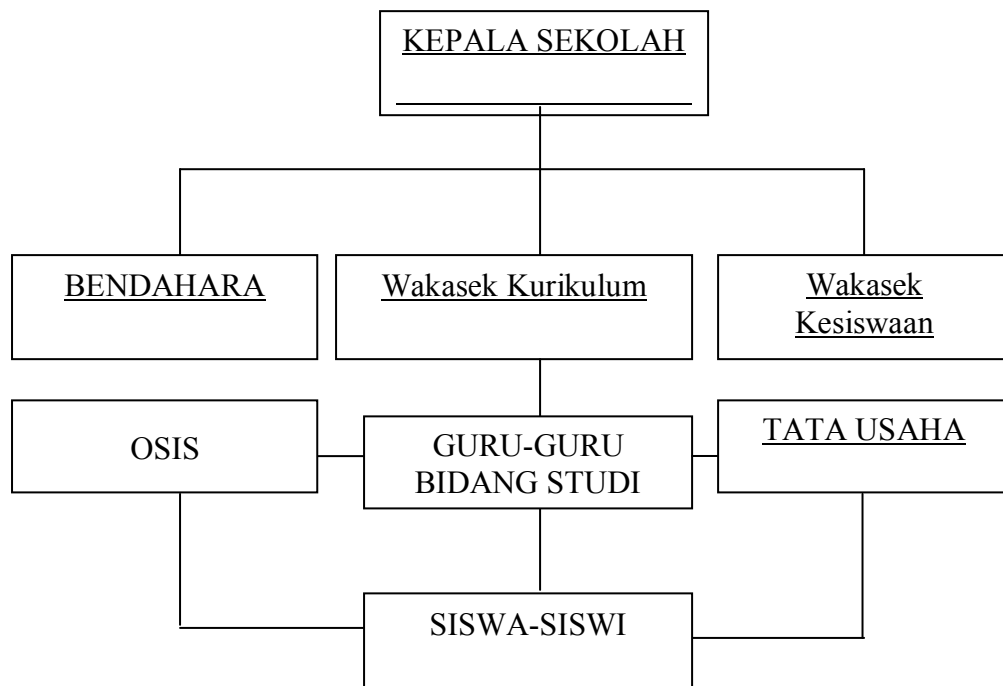 KEPALA SEKOLAH
BENDAHARA
Wakasek Kurikulum
Wakasek
Kesiswaan
OSIS
GURU-GURU
BIDANG STUDI
TATA USAHA
SISWA-SISWI